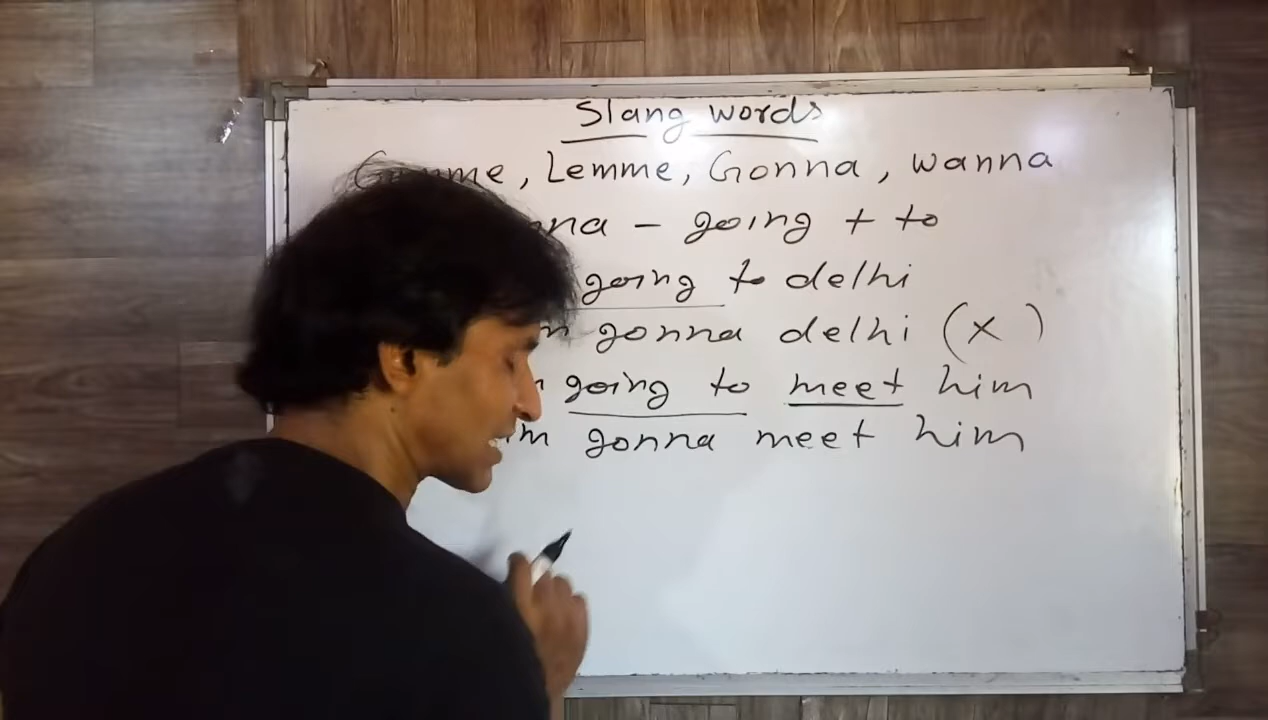 Slang words
, Lemme, Gonna, wanna
- going + to
going to delhi
gonna delhi (x)
going to meet him
gonna meet him